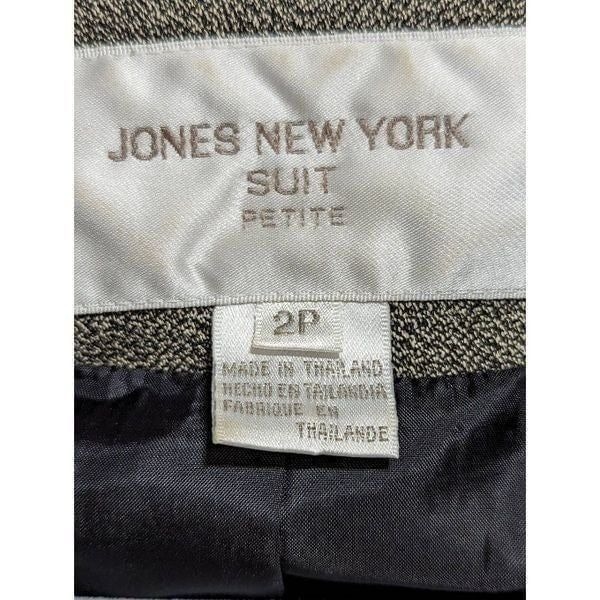 JONES NEW YORK
SUIT
PETITE
2P
MADE IN THAILAND
HECHO EN TAILANDIA
FABRIQUE EN
THAILANDE